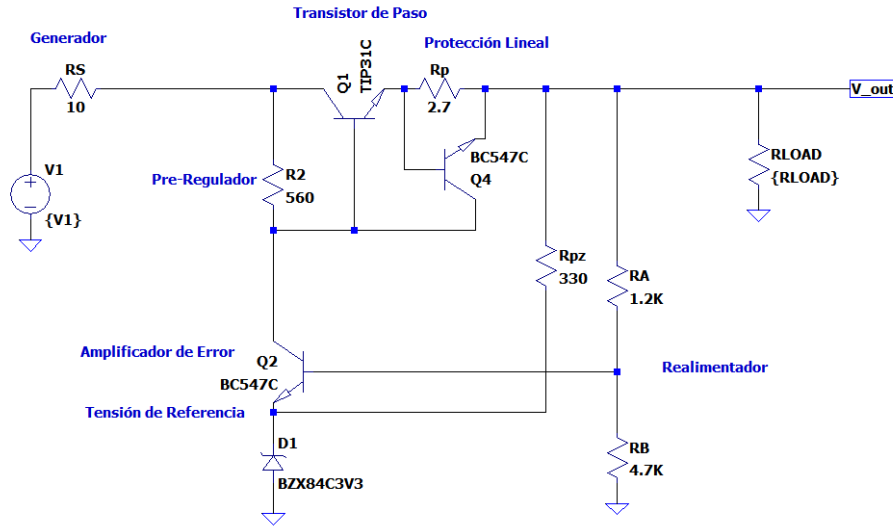 Transistor de Paso
Generador
Protección Lineal
RS
10
Q1
TIP31C
Rp
2.7
V_out
V1
{V1}
Pre-Regulador
R2
560
BC547C
Q4
RLOAD
{RLOAD}
Rpz
330
RA
1.2K
Amplificador de Error
Q2
BC547C
Realimentador
Tensión de Referencia
D1
BZX84C3V3
RB
4.7K